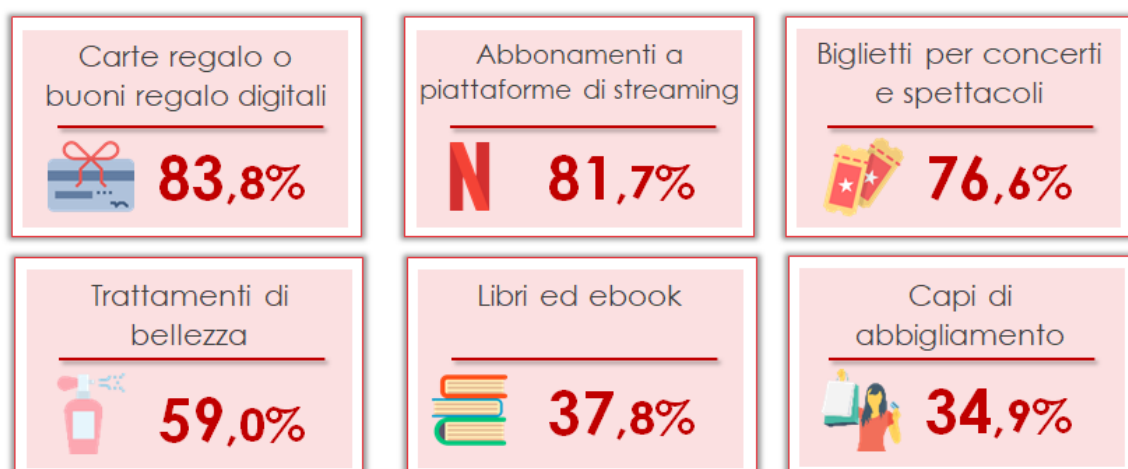 Carte regalo o
buoni regalo digitali
83,8%
Abbonamenti a
piattaforme di streaming
N
81,7%
Biglietti per concerti
e spettacoli
76,6%
Trattamenti di
bellezza
59,0%
Libri ed ebook
37,8%
Capi di
abbigliamento
34,9%